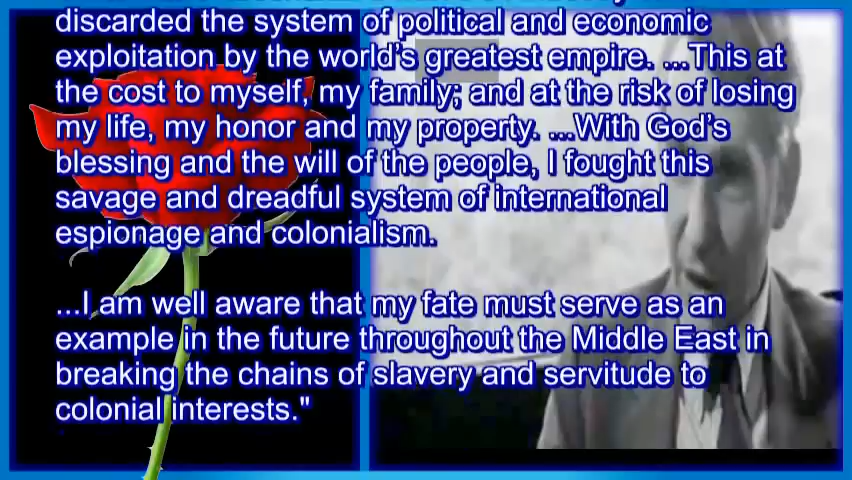 discarded the system of political and economic
exploitation by the world's greatest empire. ...This at
the cost to myself, my family; and at the risk of losing
my life, my honor and my property. ...With God's
blessing and the will of the people, I fought this
savage and dreadful system of international
espionage and colonialism.
...I am well aware that my fate must serve as an
example in the future throughout the Middle East in
breaking the chains of slavery and servitude to
colonial interests."